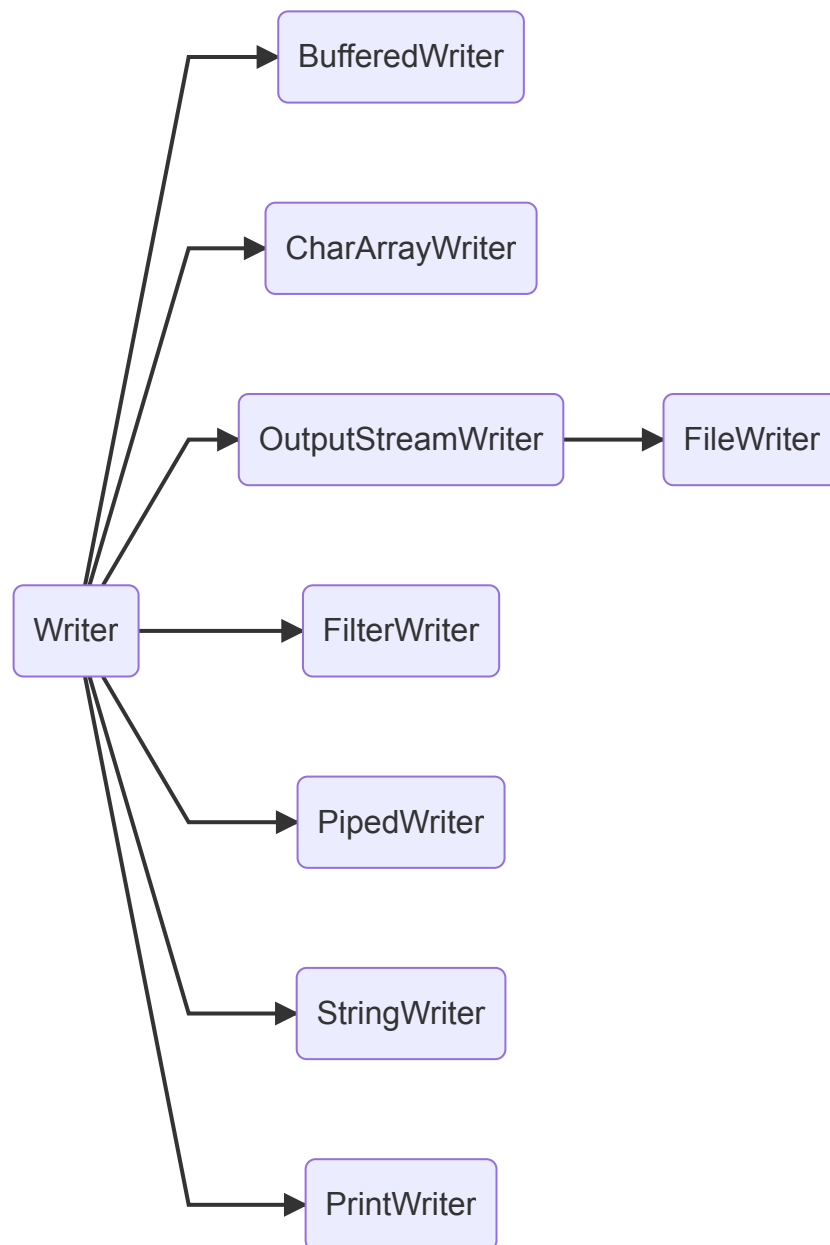 BufferedWriter
CharArrayWriter
OutputStreamWriter
FileWriter
Writer
FilterWriter
PipedWriter
StringWriter
PrintWriter